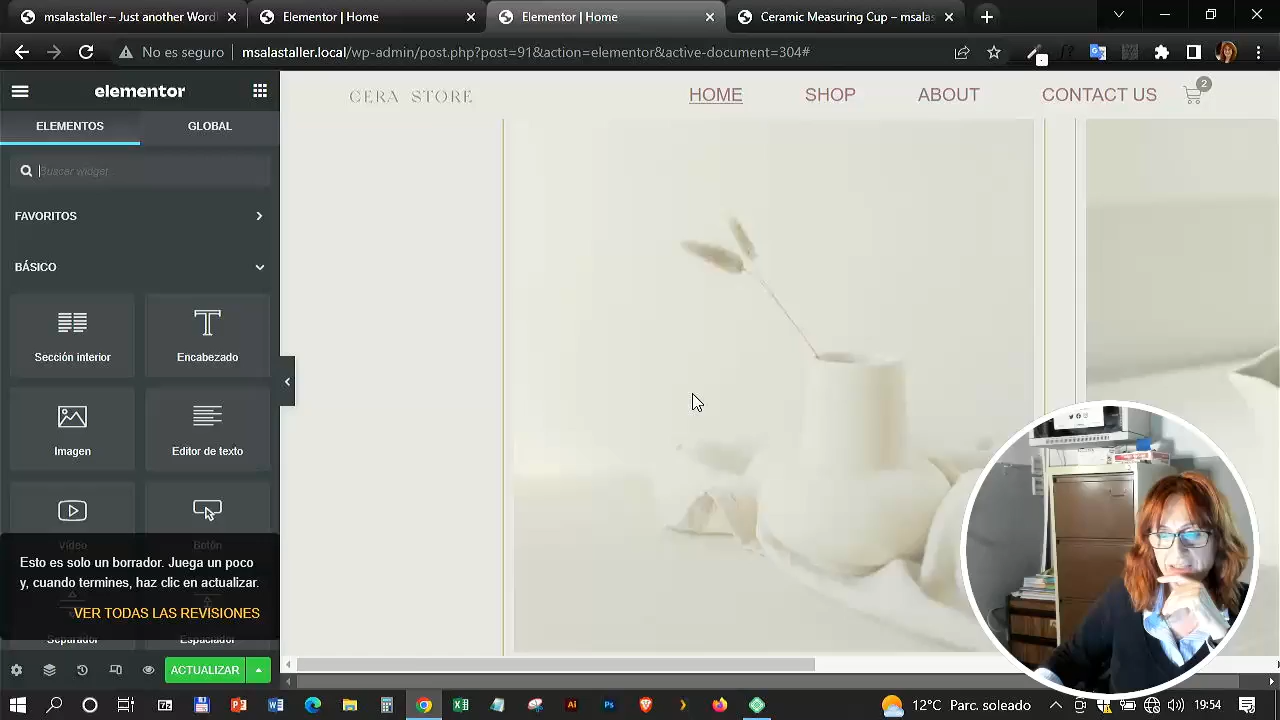 msalastaller – Just another Word
Elementor | Home
Elementor | Home
Ceramic Measuring Cup – msalas
No es seguro
msalastaller.local/wp-admin/post.php?post=91&action=elementor&active-document=304#
elementor
ELEMENTOS
GLOBAL
Buscar widget...
FAVORITOS
BÁSICO
Sección interior
Encabezado
Imagen
Editor de texto
Vídeo
Botón
Esto es solo un borrador. Juega un poco
y, cuando termines, haz clic en actualizar.
VER TODAS LAS REVISIONES
Separador
Espaciador
ACTUALIZAR
CERA STORE
HOME
SHOP
ABOUT
CONTACT US
2
12°C Parc. soleado
19:54